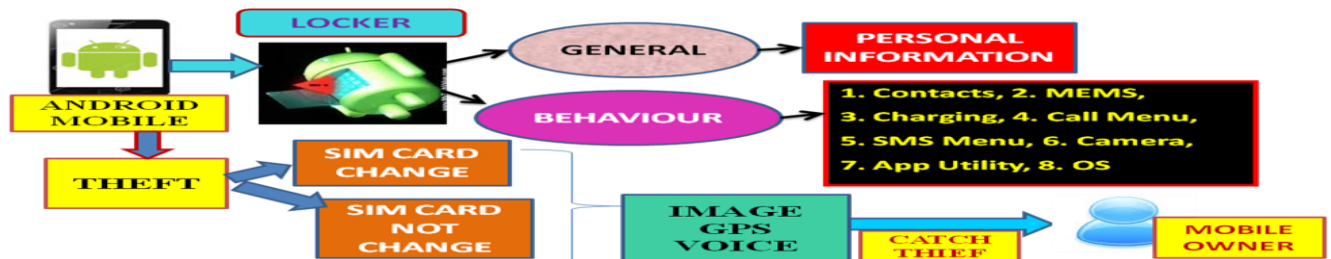 LOCKER
GENERAL
PERSONAL
INFORMATION
ANDROID
MOBILE
BEHAVIOUR
1. Contacts, 2. MEMS,
3. Charging, 4. Call Menu,
5. SMS Menu, 6. Camera,
7. App Utility, 8. OS
THEFT
SIM CARD
CHANGE
SIM CARD
NOT
CHANGE
IMAGE
GPS
VOICE
CATCH
THIEF
MOBILE
OWNER